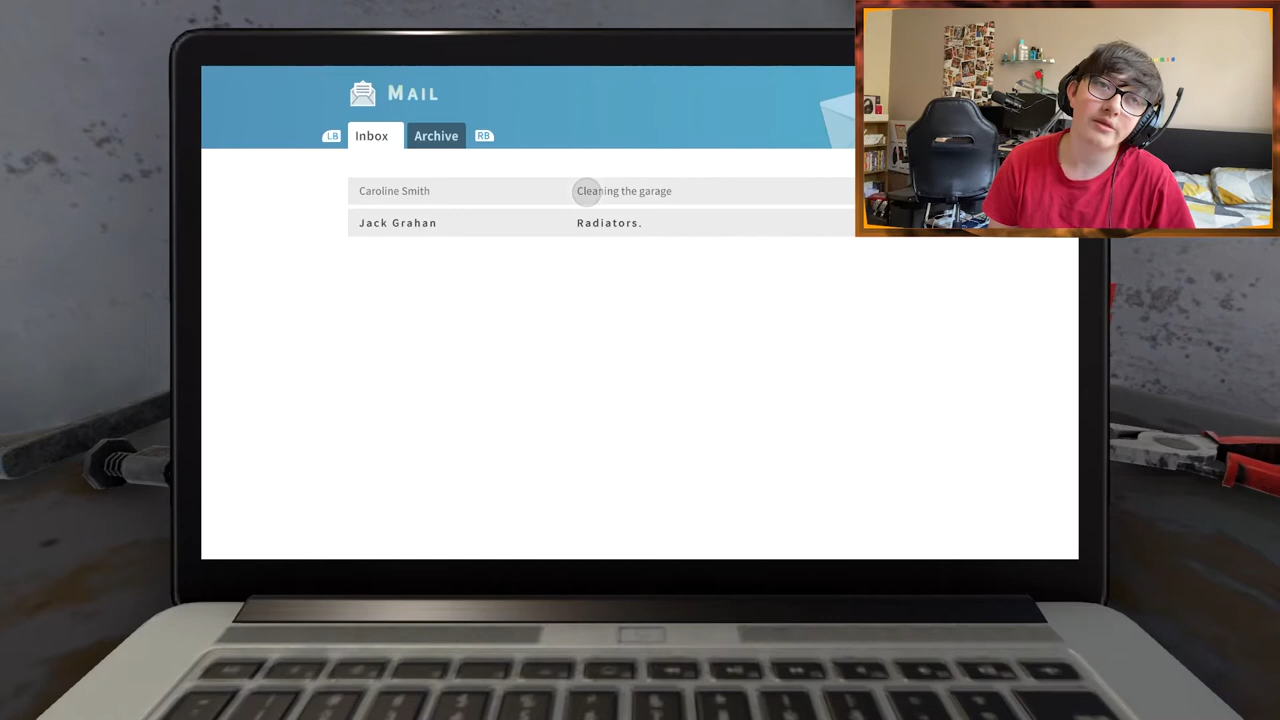 Mail
LB Inbox Archive RB
Caroline Smith Cleaning the garage
Jack Grahan Radiators.